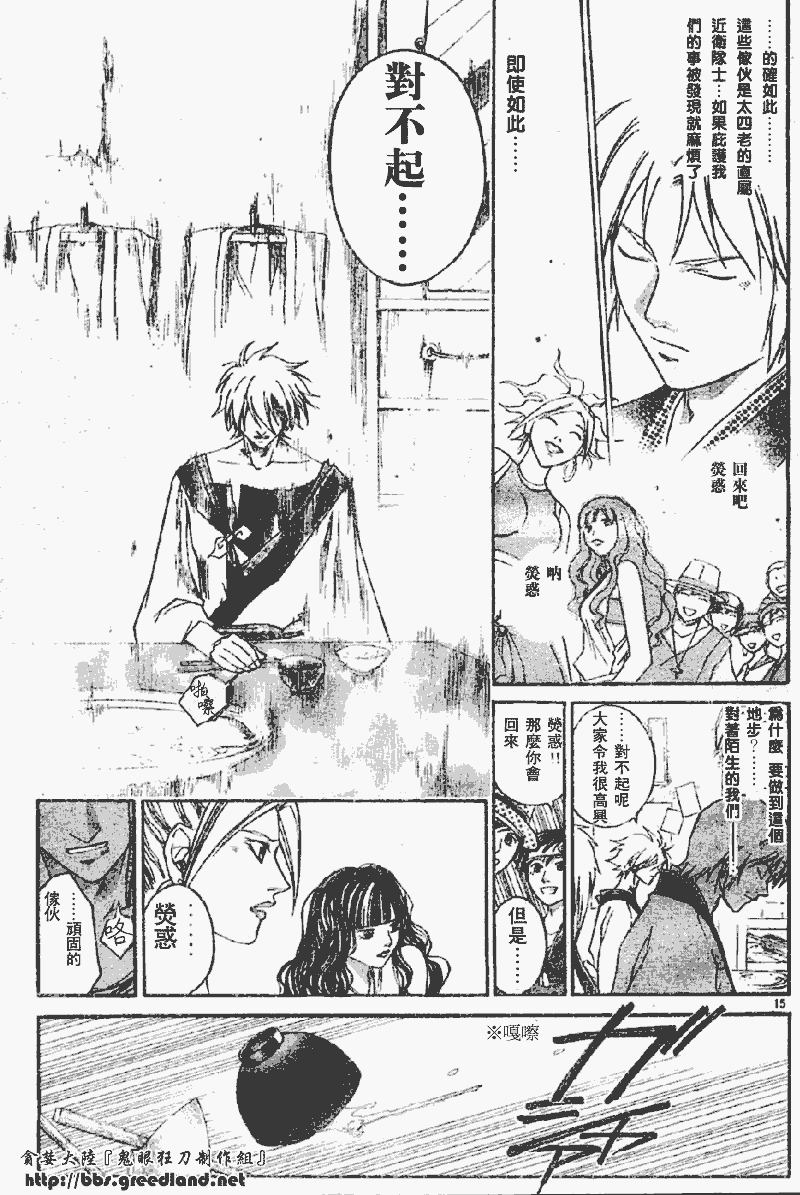 ……的確如此…………
這些傢伙是太四老的直屬
近衛隊士…如果庇護我
們的事被發現就麻煩了
回來吧
熒惑
吶
熒惑
即使如此……
對不起……
啪嚓
為什麼 要做到這個
地步?……
對著陌生的我們……
……對不起呢
大家令我很高興
熒惑!!
那麼你會
回來
但是……
熒惑……
……頑固的
傢伙
咯
15
※嘎嚓
ガシャ
貪婪大陸『鬼眼狂刀制作組』
http://bbs.greedland.net